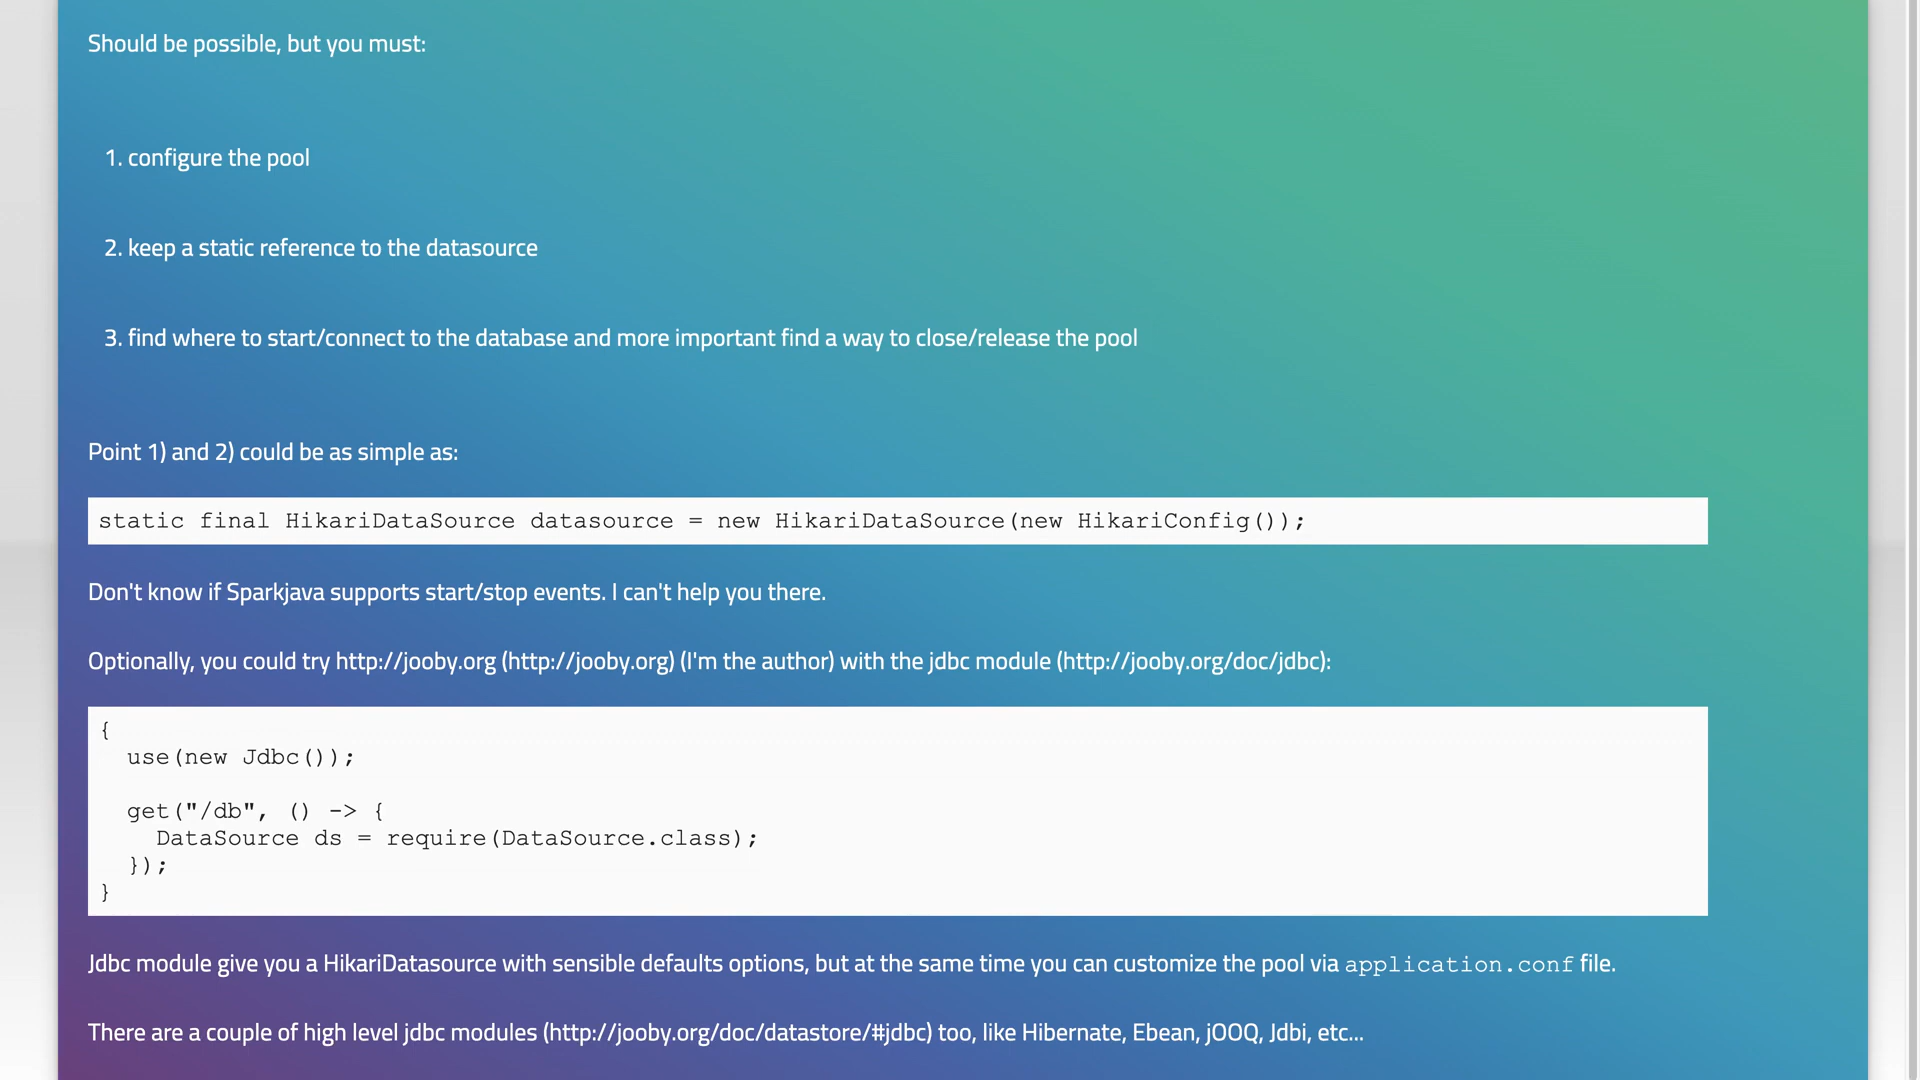 Should be possible, but you must:
1. configure the pool
2. keep a static reference to the datasource
3. find where to start/connect to the database and more important find a way to close/release the pool
Point 1) and 2) could be as simple as:
static final HikariDataSource datasource = new HikariDataSource(new HikariConfig());
Don't know if Sparkjava supports start/stop events. I can't help you there.
Optionally, you could try http://jooby.org (http://jooby.org) (I'm the author) with the jdbc module (http://jooby.org/doc/jdbc):
{
  use(new Jdbc());
  get("/db", () -> {
    DataSource ds = require(DataSource.class);
  });
}
Jdbc module give you a HikariDatasource with sensible defaults options, but at the same time you can customize the pool via application.conf file.
There are a couple of high level jdbc modules (http://jooby.org/doc/datastore/#jdbc) too, like Hibernate, Ebean, jOOQ, Jdbi, etc...